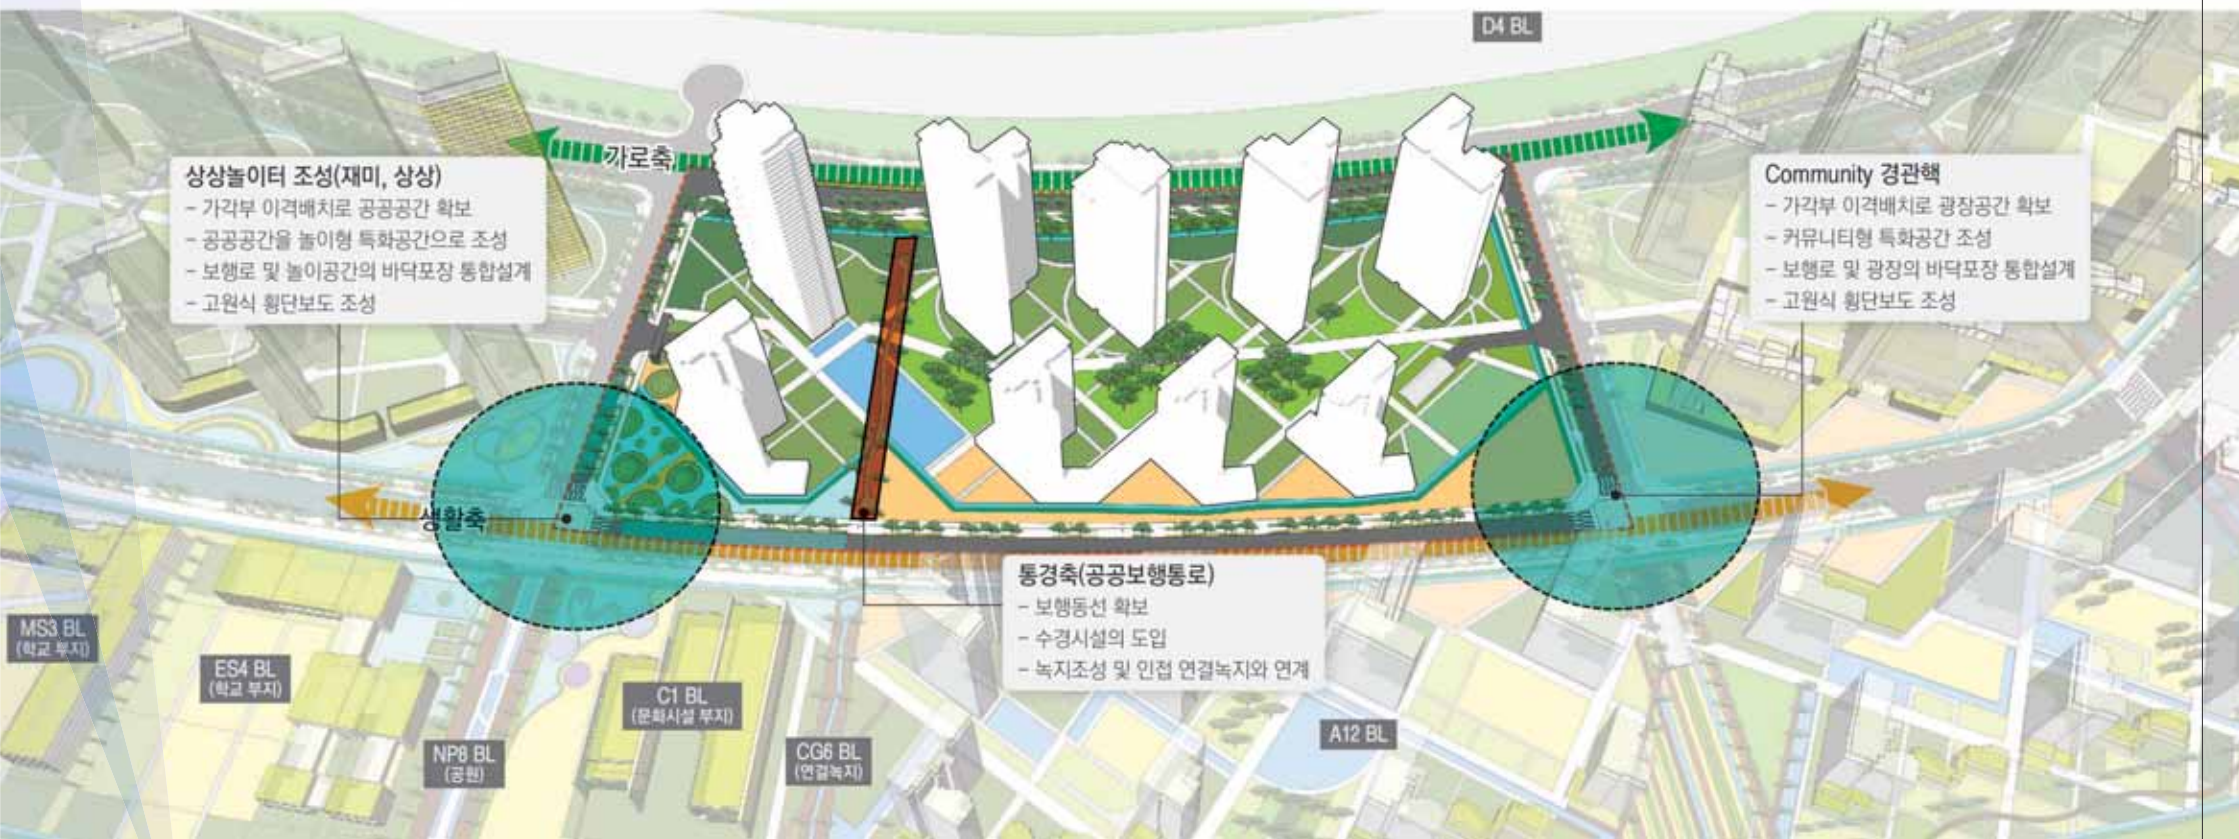 D4 BL
가로축
상상놀이터 조성(재미, 상상)
- 가각부 이격배치로 공공공간 확보
- 공공공간을 놀이형 특화공간으로 조성
- 보행로 및 놀이공간의 바닥포장 통합설계
- 고원식 횡단보도 조성
Community 경관핵
- 가각부 이격배치로 광장공간 확보
- 커뮤니티형 특화공간 조성
- 보행로 및 광장의 바닥포장 통합설계
- 고원식 횡단보도 조성
생활축
통경축(공공보행통로)
- 보행동선 확보
- 수경시설의 도입
- 녹지조성 및 인접 연결녹지와 연계
MS3 BL
(학교 부지)
ES4 BL
(학교 부지)
NP8 BL
(공원)
C1 BL
(문화시설 부지)
CG6 BL
(연결녹지)
A12 BL